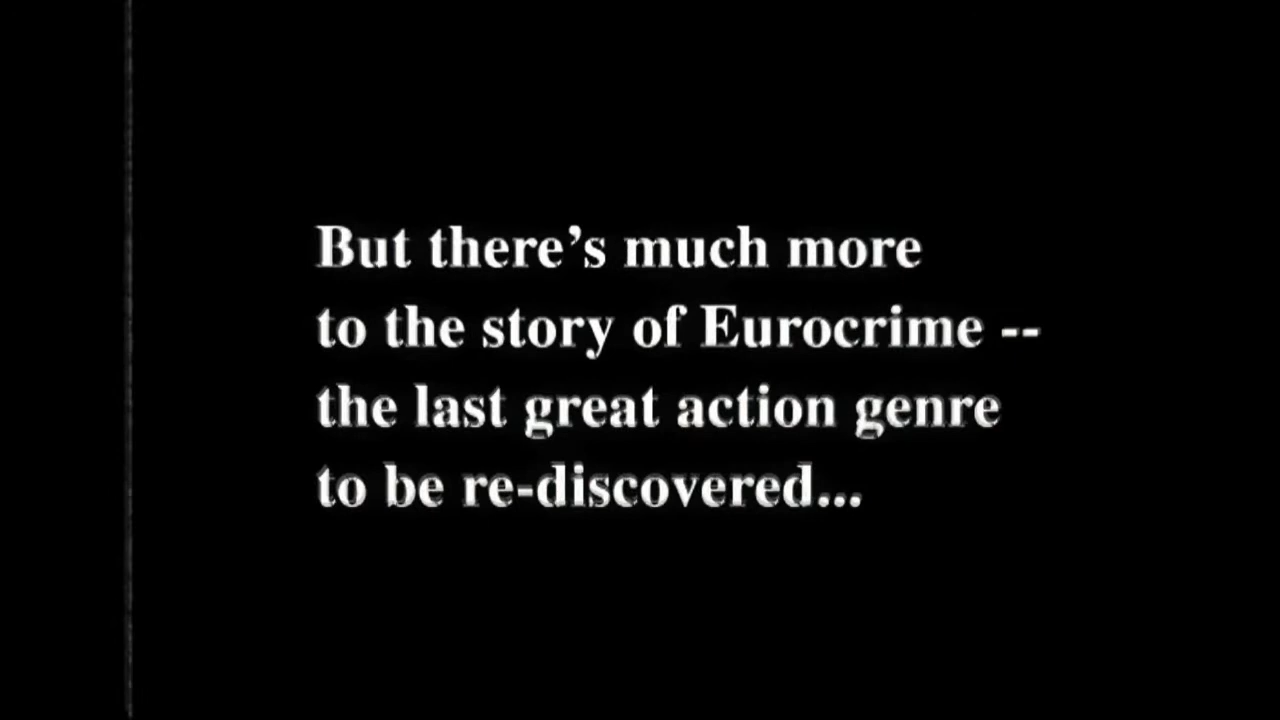 But there’s much more
to the story of Eurocrime --
the last great action genre
to be re-discovered...